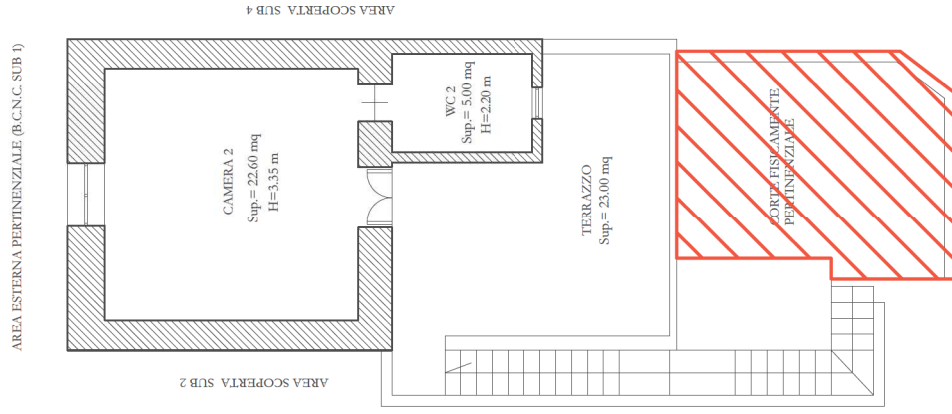 AREA SCOPERTA SUB 4
AREA ESTERNA PERTINENZIALE (B.C.N.C. SUB 1)
CAMERA 2
Sup.= 22.60 mq
H=3.35 m
WC 2
Sup.= 5.00 mq
H=2.20 m
TERRAZZO
Sup.= 23.00 mq
CORTE FISICAMENTE
PERTINENZIALE
AREA SCOPERTA SUB 2